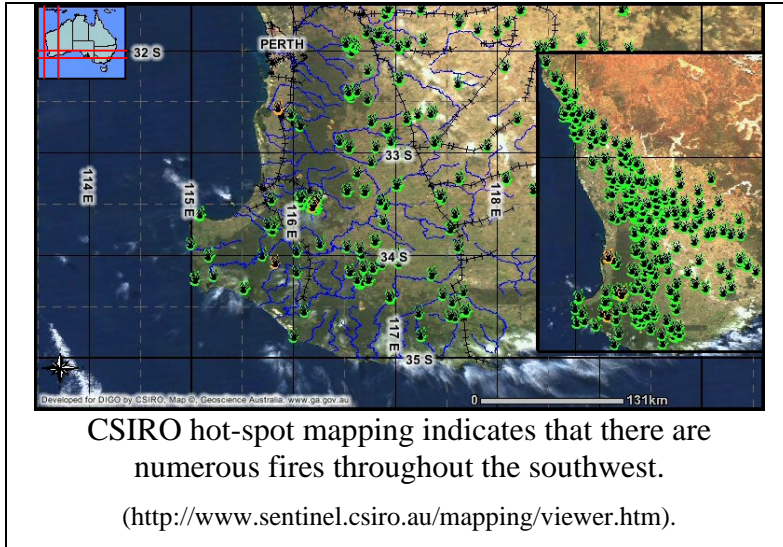 32 S
PERTH
33 S
114 E
115 E
116 E
118 E
34 S
117 E
35 S
Developed for DIGO by CSIRO, Map ©, Geoscience Australia. www.ga.gov.au
0 131km
CSIRO hot-spot mapping indicates that there are
numerous fires throughout the southwest.
(http://www.sentinel.csiro.au/mapping/viewer.htm).